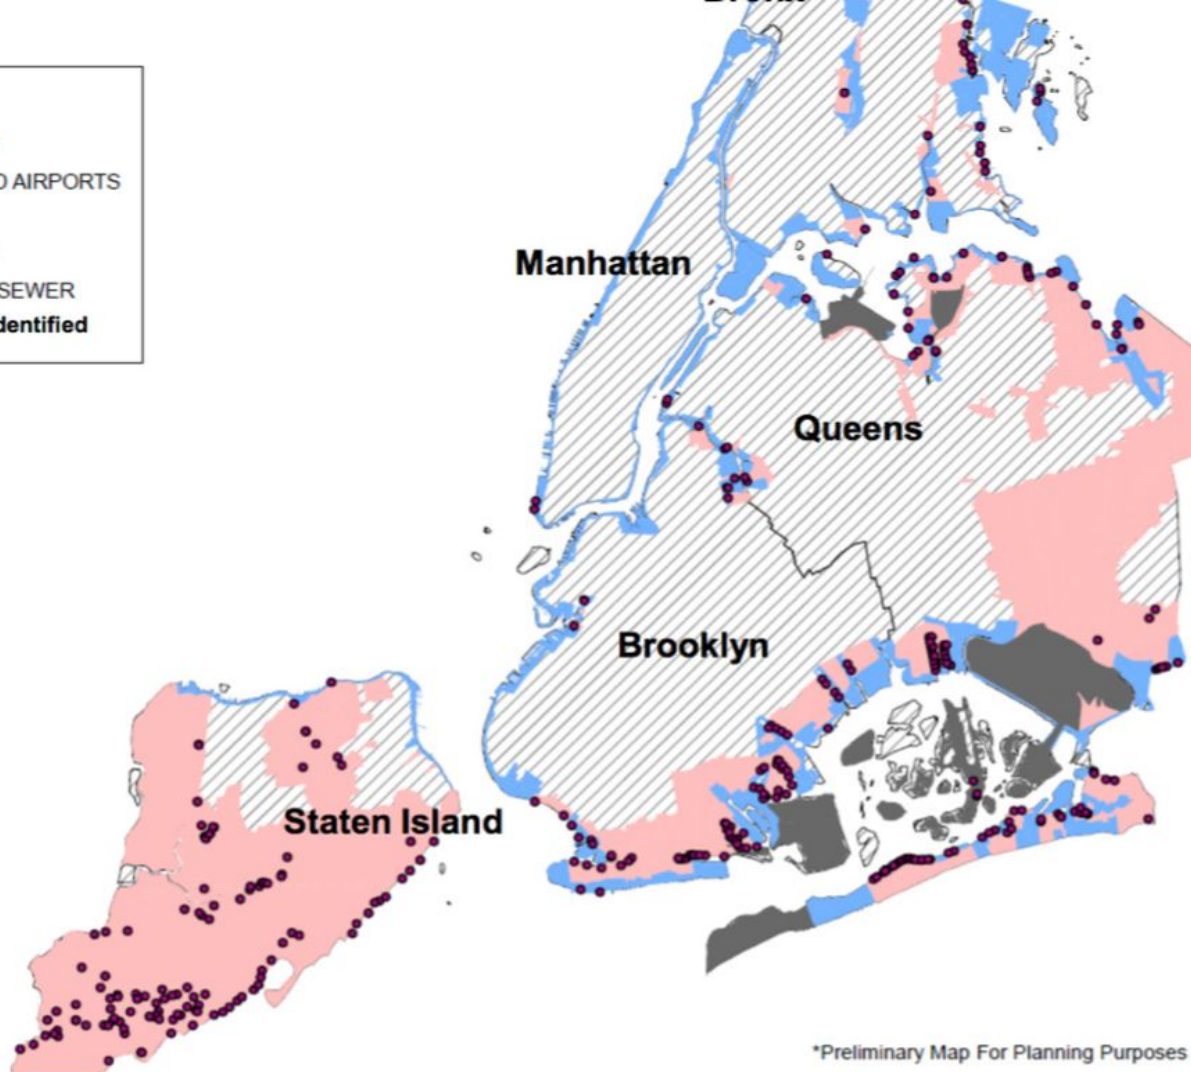 D AIRPORTS
SEWER
dentified
Manhattan
Queens
Brooklyn
Staten Island
*Preliminary Map For Planning Purposes